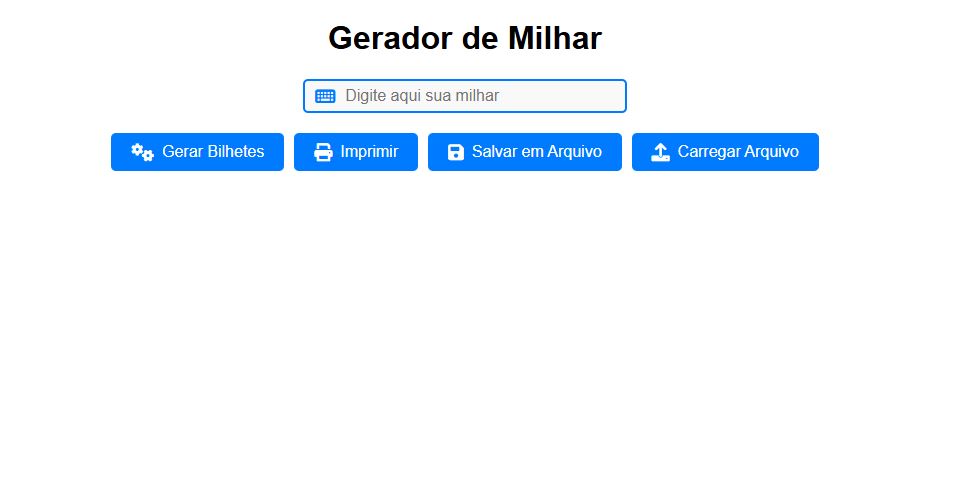 Gerador de Milhar
Digite aqui sua milhar
Gerar Bilhetes Imprimir Salvar em Arquivo Carregar Arquivo